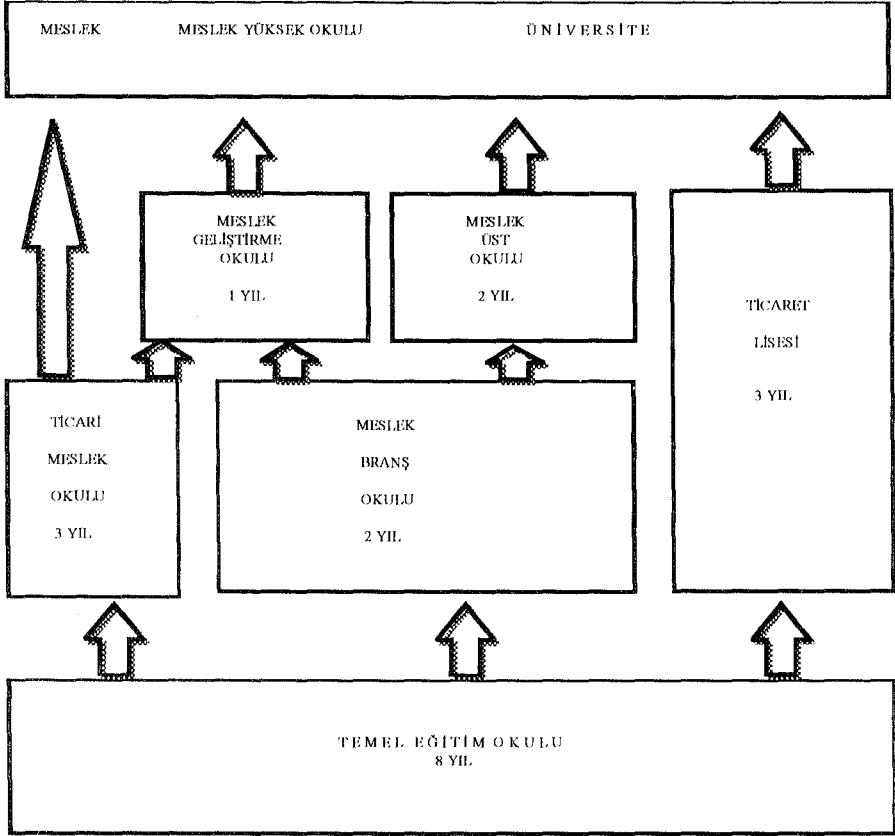 MESLEK MESLEK YÜKSEK OKULU ÜNİVERSİTE
MESLEK
GELİŞTİRME
OKULU
1 YIL
MESLEK
ÜST
OKULU
2 YIL
TİCARET
LİSESİ
3 YIL
TİCARİ
MESLEK
OKULU
3 YIL
MESLEK
BRANŞ
OKULU
2 YIL
TEMEL EĞİTİM OKULU
8 YIL